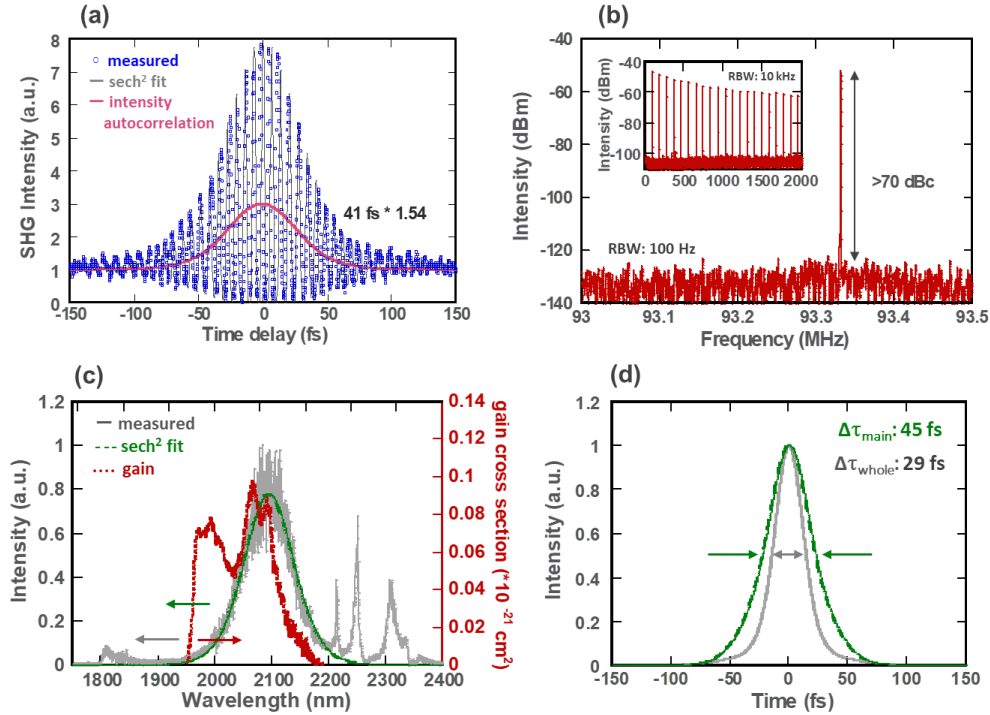 (a)
8
7
6
5
4
3
2
1
0
SHG Intensity (a.u.)
measured
sech² fit
intensity
autocorrelation
41 fs * 1.54
-150 -100 -50 0 50 100 150
Time delay (fs)
(b)
-40
-60
-80
-100
-120
-140
Intensity (dBm)
-40
-60
-80
-100
Intensity
(dBm)
RBW: 10 kHz
0 500 1000 1500 2000
>70 dBc
RBW: 100 Hz
93 93.1 93.2 93.3 93.4 93.5
Frequency (MHz)
(c)
1.2
1
0.8
0.6
0.4
0.2
0
Intensity (a.u.)
measured
sech² fit
gain
0.14
0.12
0.1
0.08
0.06
0.04
0.02
0
gain cross section (*10 ⁻²¹ cm²)
1800 1900 2000 2100 2200 2300 2400
Wavelength (nm)
(d)
1.2
1
0.8
0.6
0.4
0.2
0
Intensity (a.u.)
Δτmain: 45 fs
Δτwhole: 29 fs
-150 -100 -50 0 50 100 150
Time (fs)